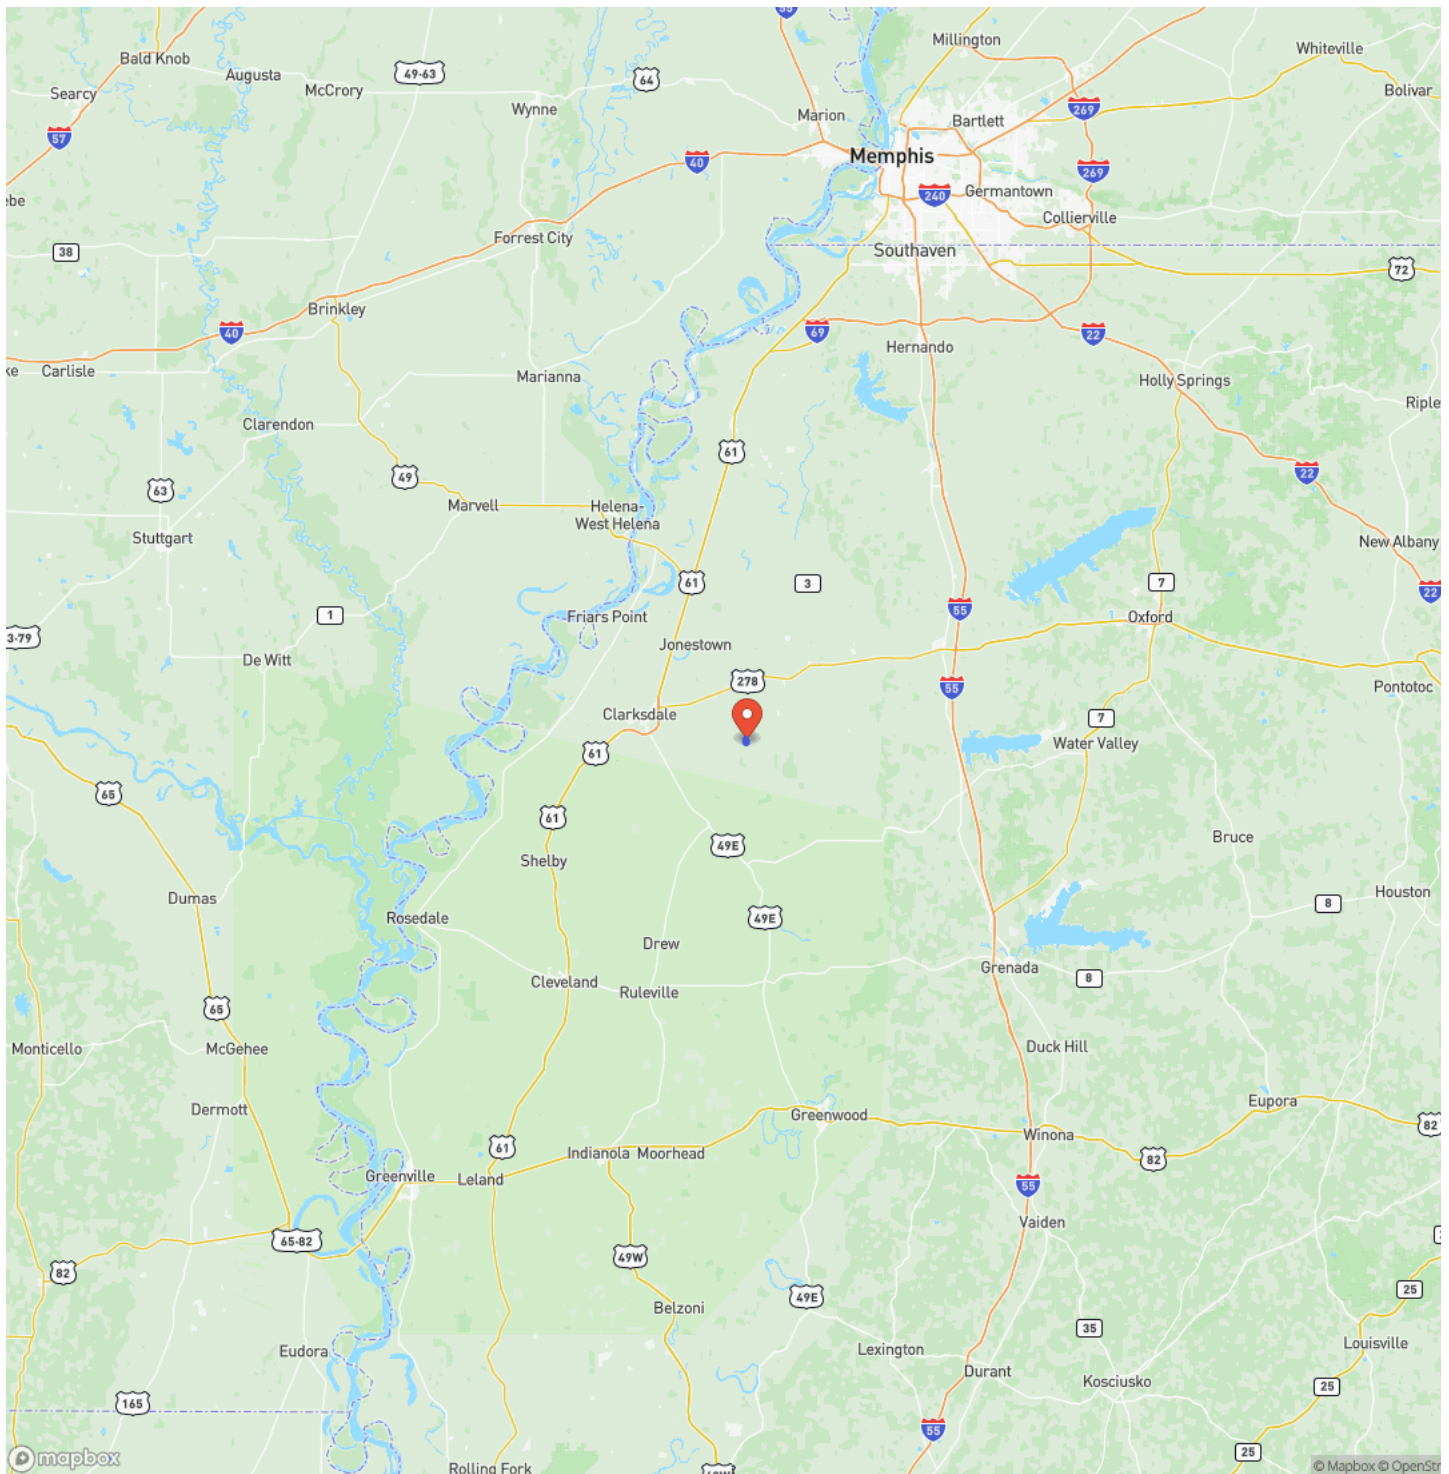 55
Millington
Whiteville
Bald Knob
Augusta
49-63
64
McCrory
Bolivar
Searcy
Wynne
Marion
269
Bartlett
57
Memphis
40
269
240
Germantown
ebe
Collierville
Forrest City
38
Southaven
72
Brinkley
40
69
22
Hernando
ke
Carlisle
Marianna
Holly Springs
Riple
Clarendon
61
22
49
63
Marvell
Helena-
West Helena
Stuttgart
New Albany
61
3
7
22
55
1
Friars Point
Oxford
3-79
Jonestown
De Witt
278
55
Pontotoc
Clarksdale
7
61
Water Valley
65
61
Bruce
49E
Shelby
Dumas
Houston
8
Rosedale
49E
Drew
Grenada
8
Cleveland
Ruleville
65
Monticello
McGehee
Duck Hill
Dermott
Eupora
Greenwood
82
Winona
61
Indianola
Moorhead
82
Greenville
Leland
55
Vaiden
65-82
49W
82
25
49E
Belzoni
35
Louisville
Eudora
Lexington
Durant
Kosciusko
25
165
55
25
mapbox
Rolling Fork
49W
© Mapbox © OpenStr